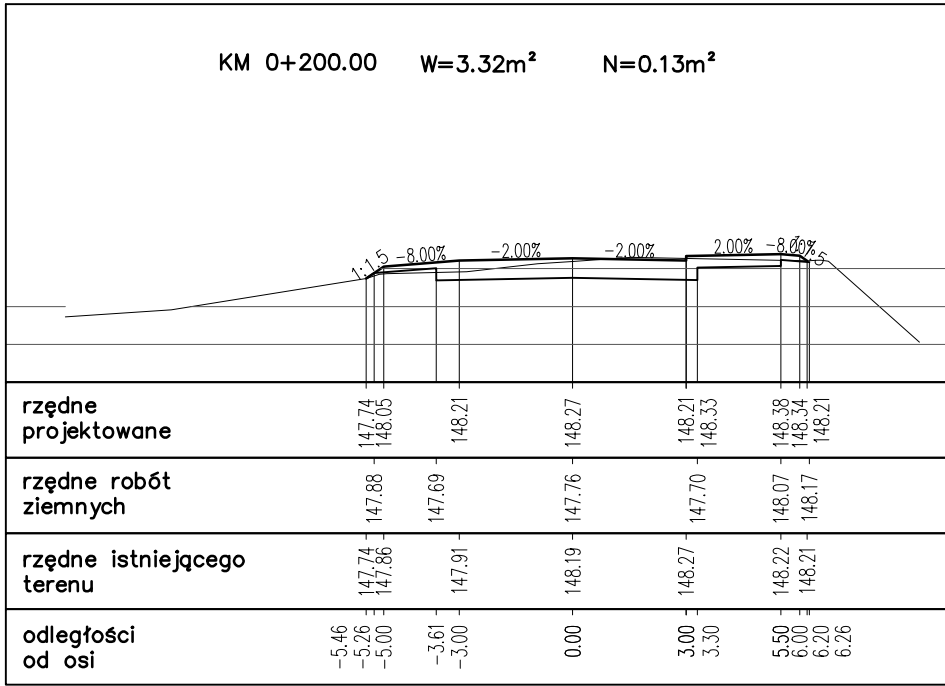 KM 0+200.00 W=3.32m² N=0.13m²
1:1.5 -8.00% -2.00% -2.00% 2.00% -8.00% 1:1.5
rzędne
projektowane
147.74 148.05 148.21 148.27 148.21 148.33 148.38 148.34 148.21
rzędne robót
ziemnych
147.88 147.69 147.76 147.70 148.07 148.17
rzędne istniejącego
terenu
147.74 147.86 147.91 148.19 148.27 148.22 148.21
odległości
od osi
-5.46 -5.26 -5.00 -3.61 -3.00 0.00 3.00 3.30 5.50 6.00 6.20 6.26